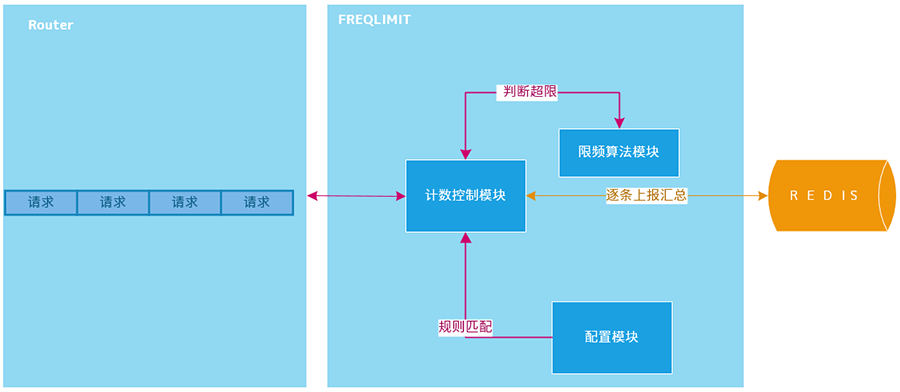 Router
FREQLIMIT
判断超限
限频算法模块
请求 请求 请求 请求
计数控制模块
逐条上报汇总
REDIS
规则匹配
配置模块